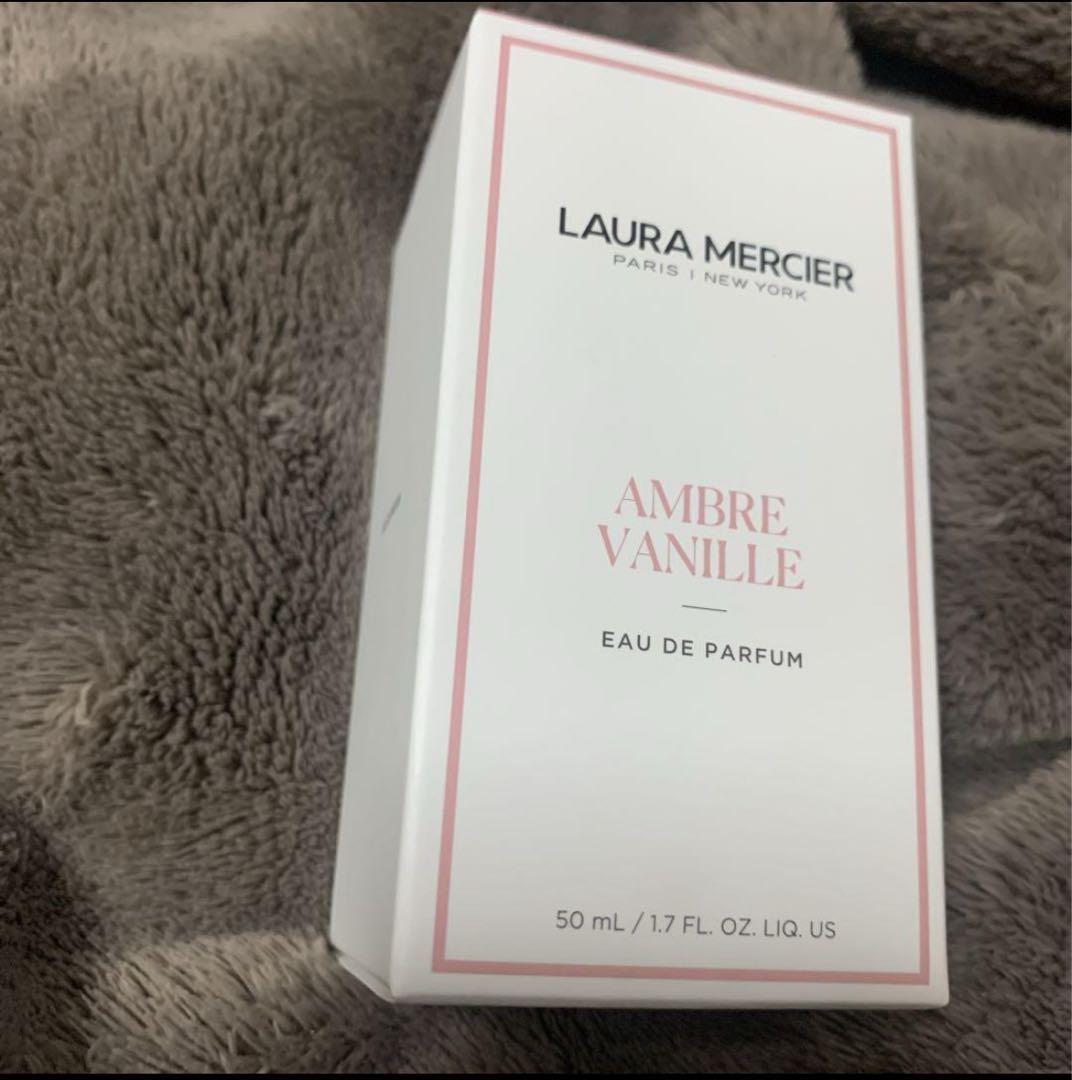 LAURA MERCIER
PARIS | NEW YORK
AMBRE
VANILLE
EAU DE PARFUM
50 mL / 1.7 FL. OZ. LIQ. US